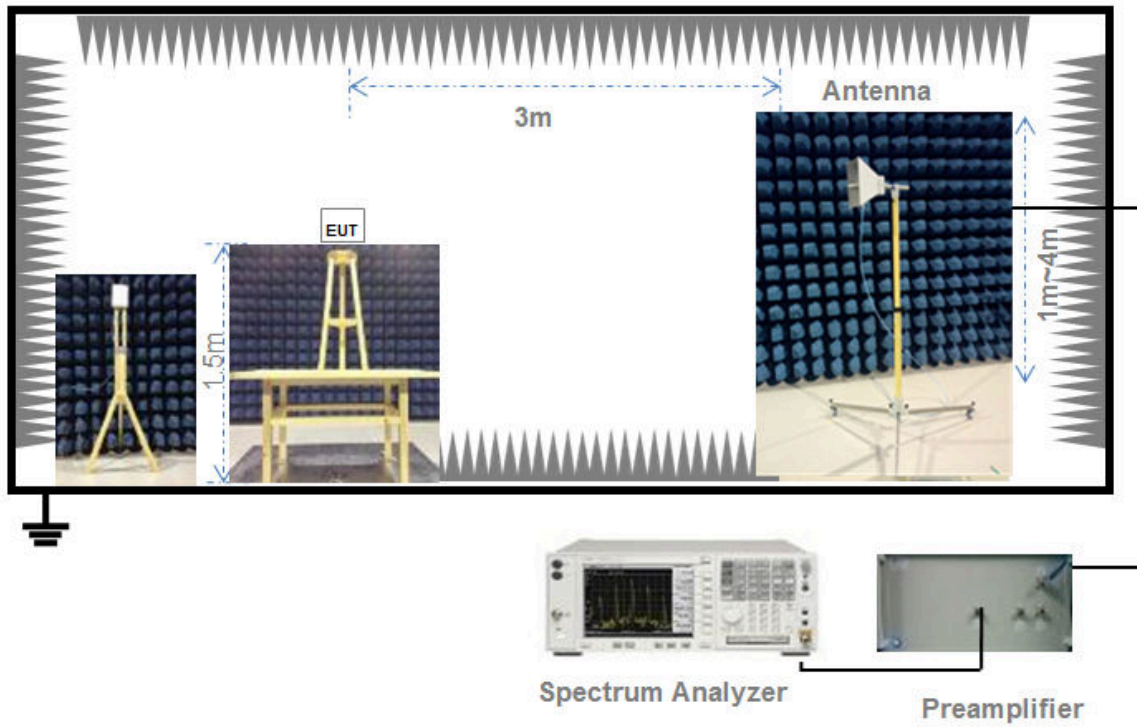 Antenna
3m
EUT
1.5m
1m~4m
Spectrum Analyzer
Preamplifier